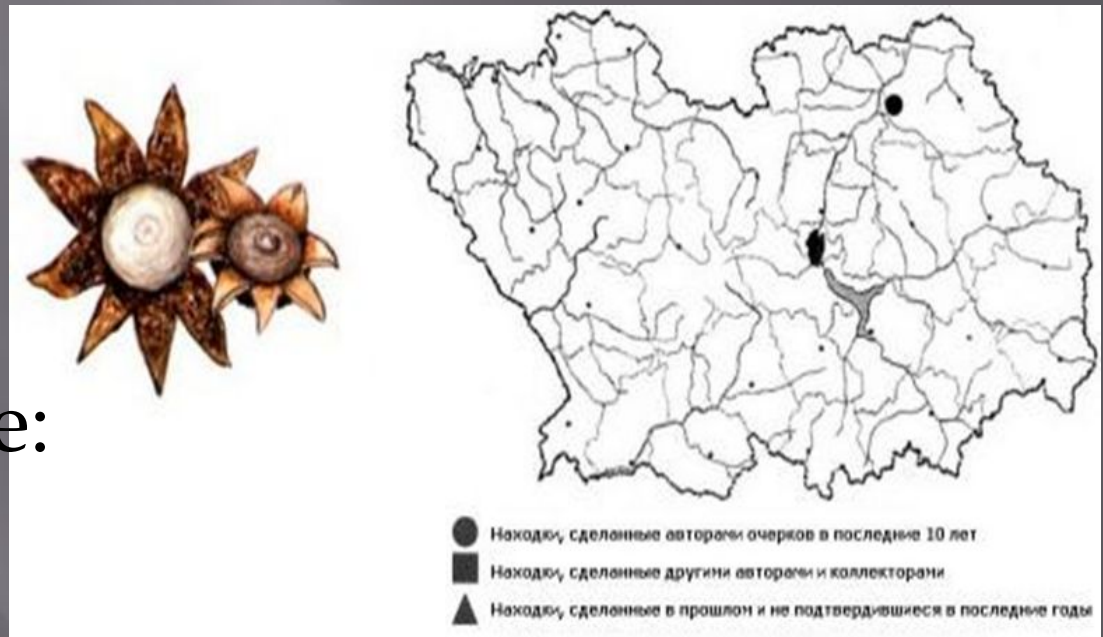 е:
Находки, сделанные авторами очерков в последние 10 лет
Находки, сделанные другими авторами и коллекторами
Находки, сделанные в прошлом и не подтвердившиеся в последние годы